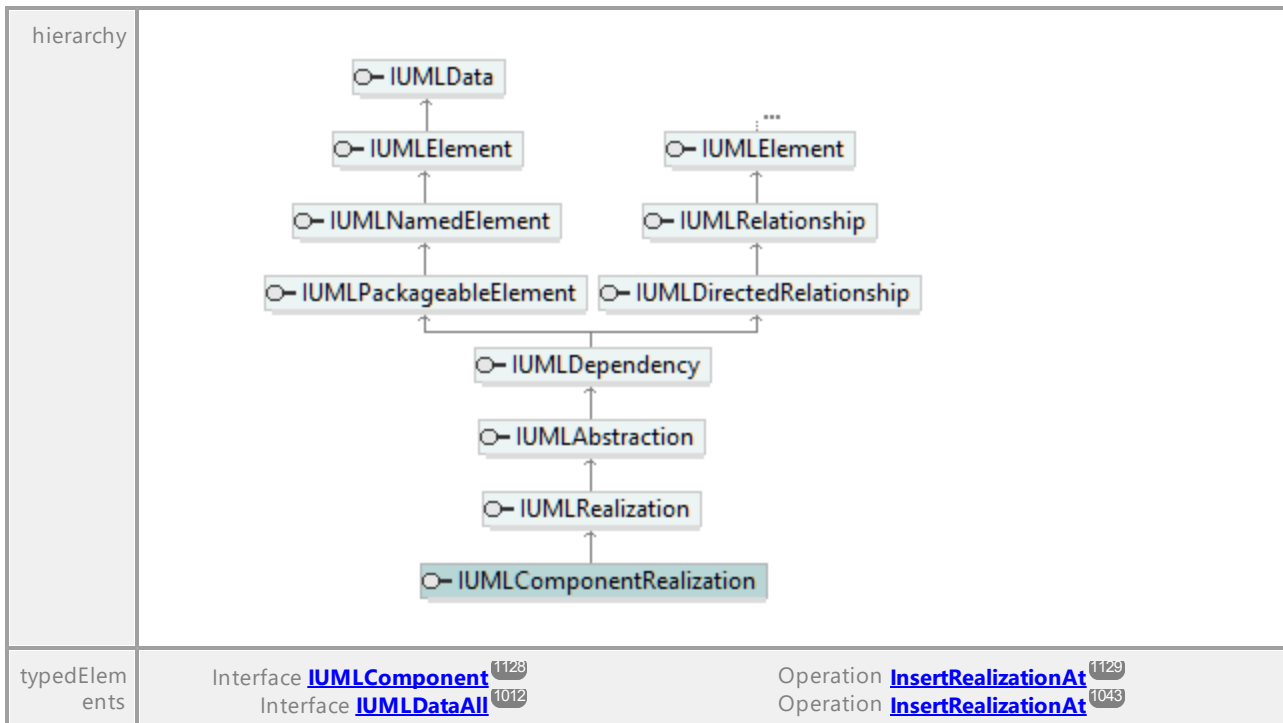 hierarchy
IUMLData
...
IUMLElement IUMLElement
IUMLNamedElement IUMLRelationship
IUMLPackageableElement IUMLDirectedRelationship
IUMLDependency
IUMLAbstraction
IUMLRealization
IUMLComponentRealization
typedElem
ents
Interface IUMLComponent 1128 Operation InsertRealizationAt 1129
Interface IUMLDataAll 1012 Operation InsertRealizationAt 1043